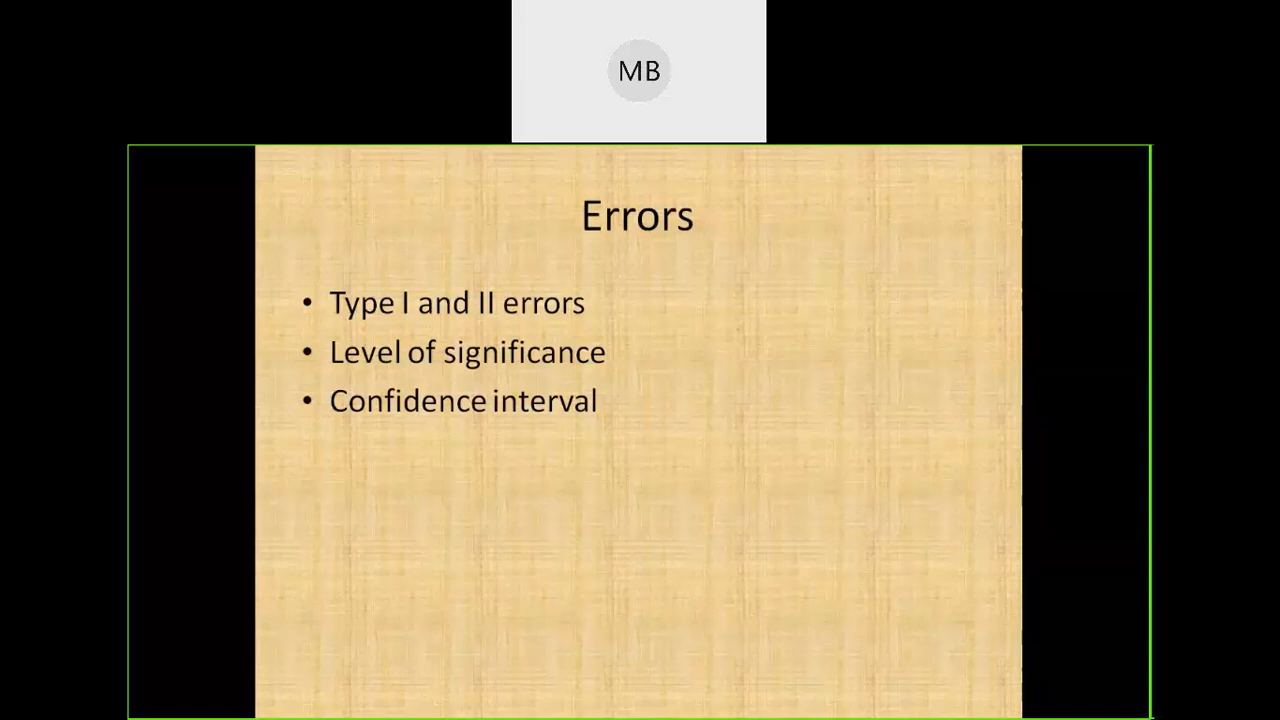 MB
Errors
• Type I and II errors
• Level of significance
• Confidence interval